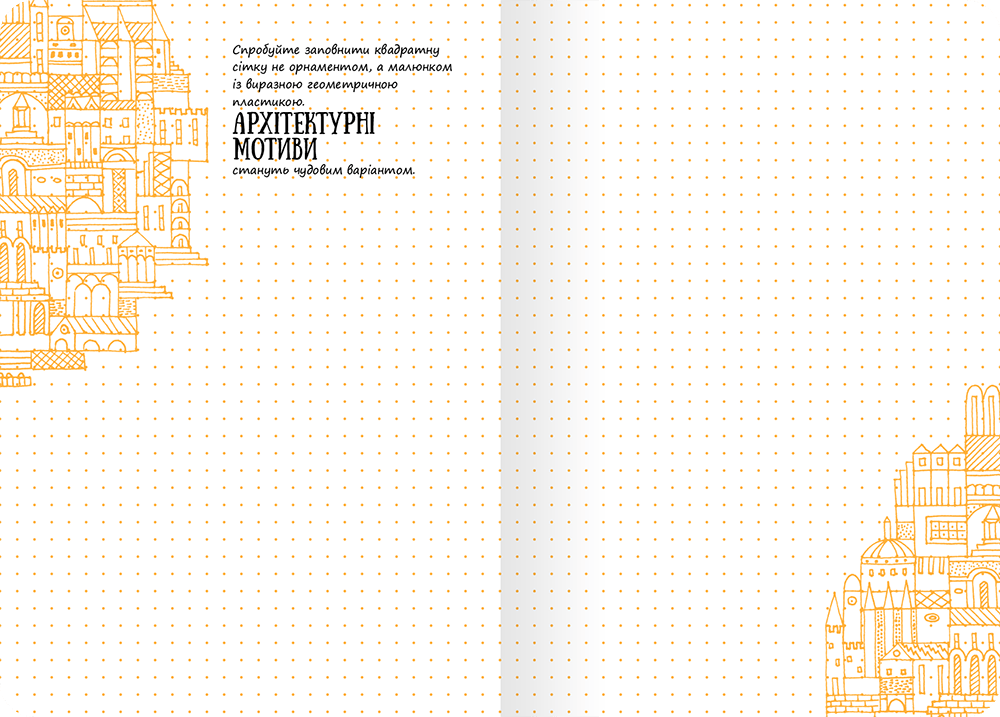 Спробуйте заповнити квадратну
сітку не орнаментом, а малюнком
із виразною геометричною
пластикою.
АРХІТЕКТУРНІ
МОТИВИ
стануть чудовим варіантом.